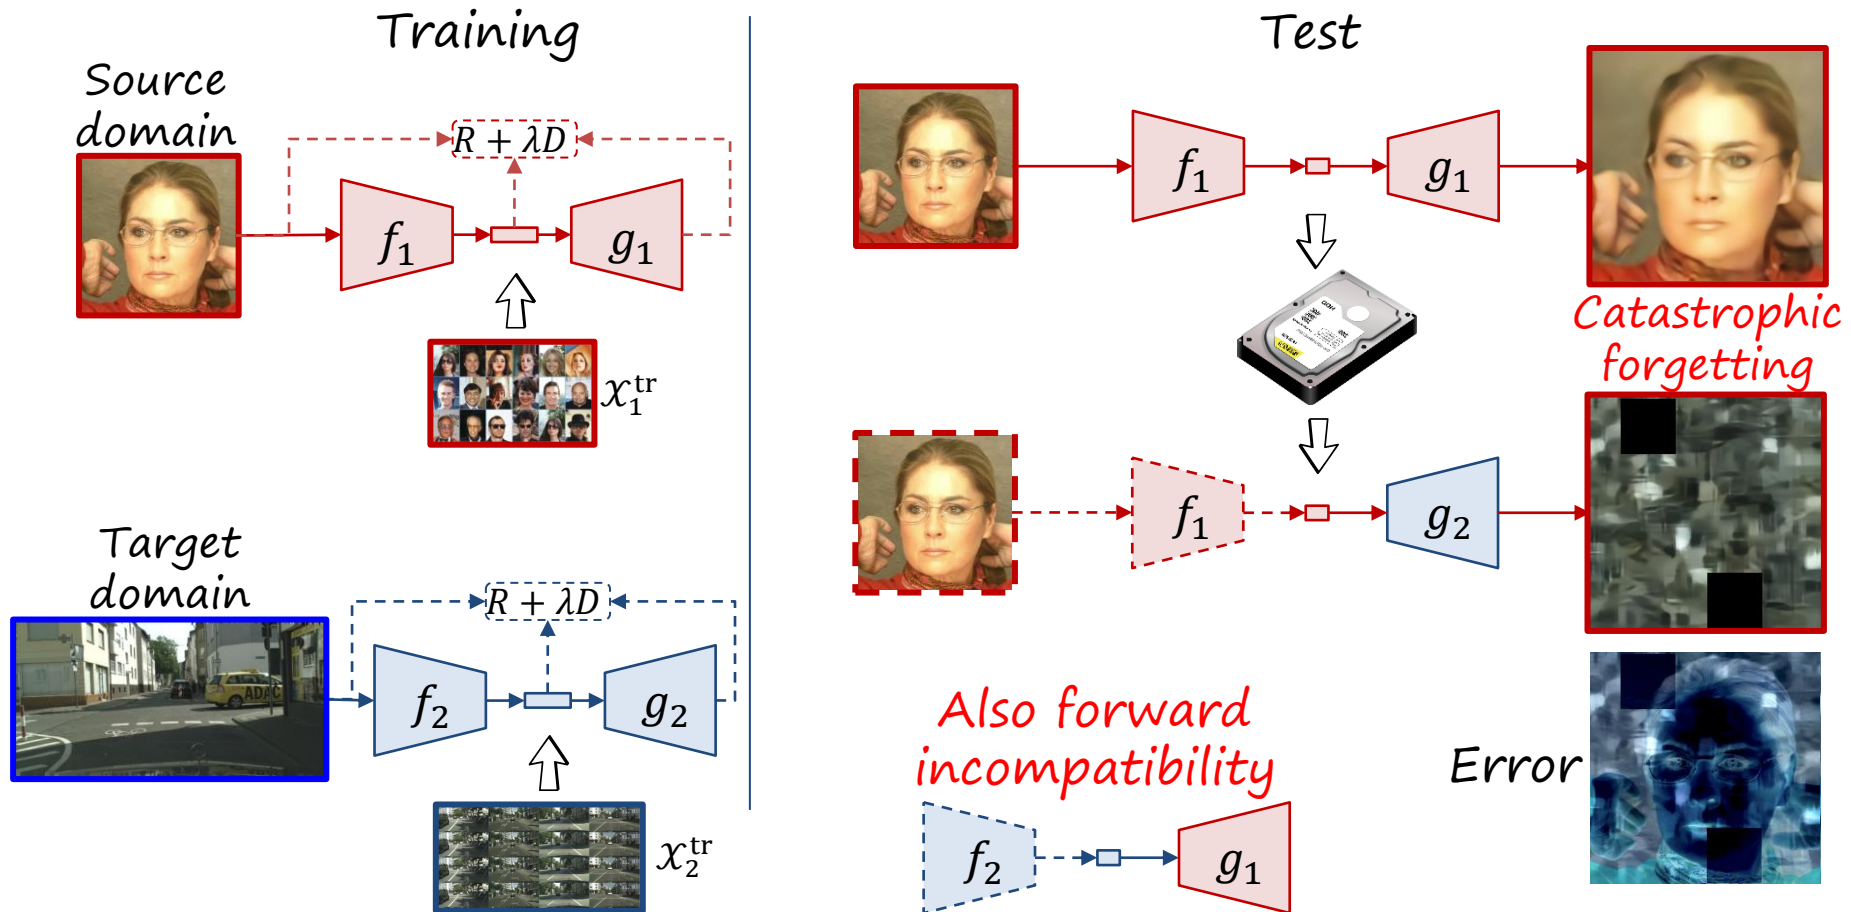 Training
Source
domain
R + λD
f₁
g₁
𝒳₁ᵗʳ
Target
domain
R + λD
ADAC
f₂
g₂
𝒳₂ᵗʳ
Test
f₁
g₁
Catastrophic
forgetting
f₁
g₂
Also forward
incompatibility
Error
f₂
g₁